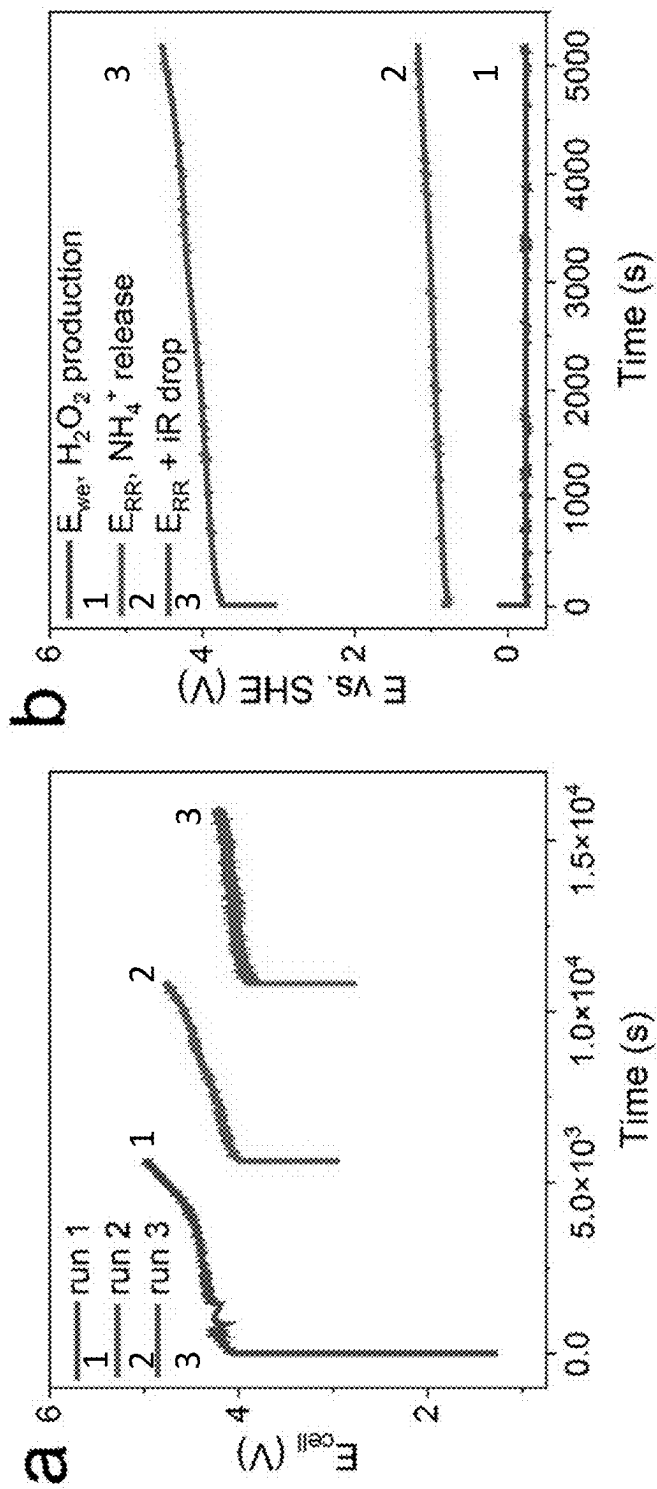 a
6
4
2
E_cell (V)
1 run 1
2 run 2
3 run 3
1
2
3
0.0
5.0×10³
1.0×10⁴
1.5×10⁴
Time (s)
b
6
4
2
0
E vs. SHE (V)
1 E_we, H₂O₂ production
2 E_RR, NH₄⁺ release
3 E_RR + iR drop
3
2
1
0
1000
2000
3000
4000
5000
Time (s)